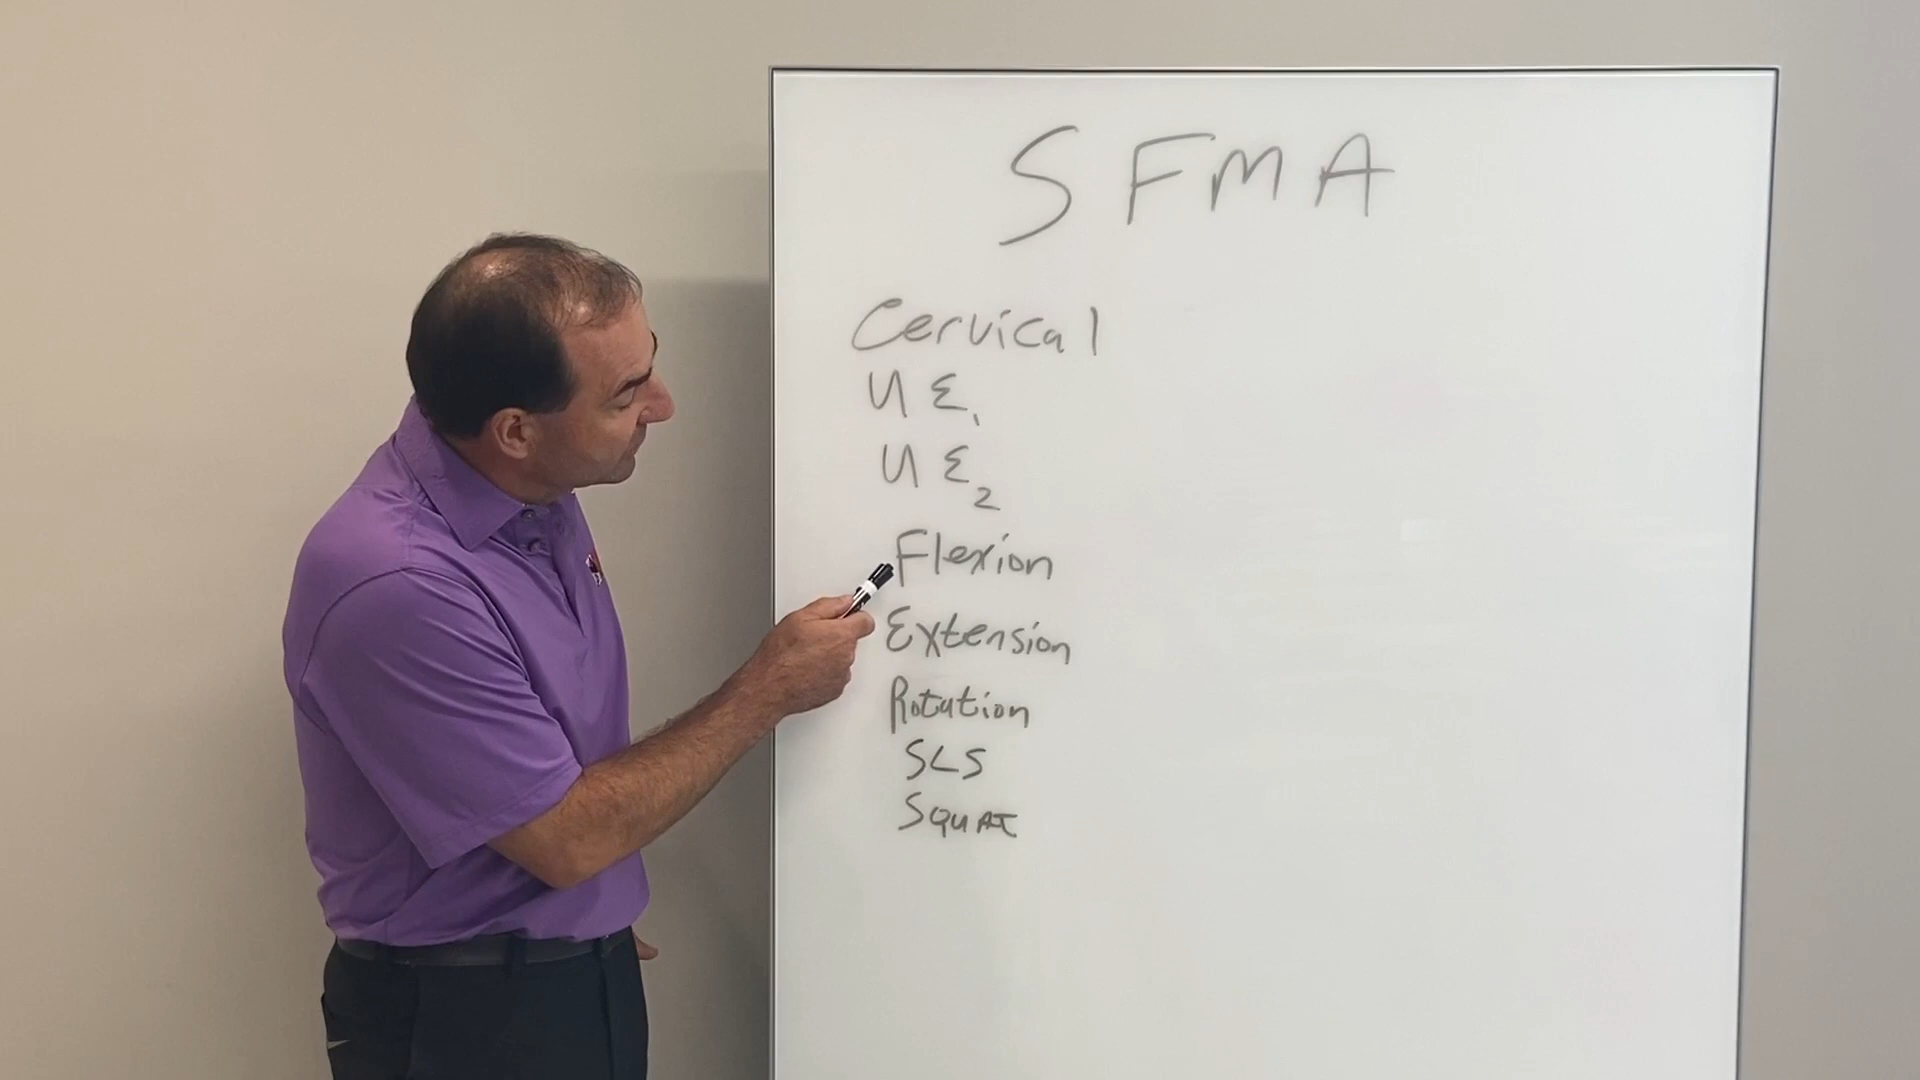 SFMA
Cervical
UE1
UE2
Flexion
Extension
Rotation
SLS
SQUAT